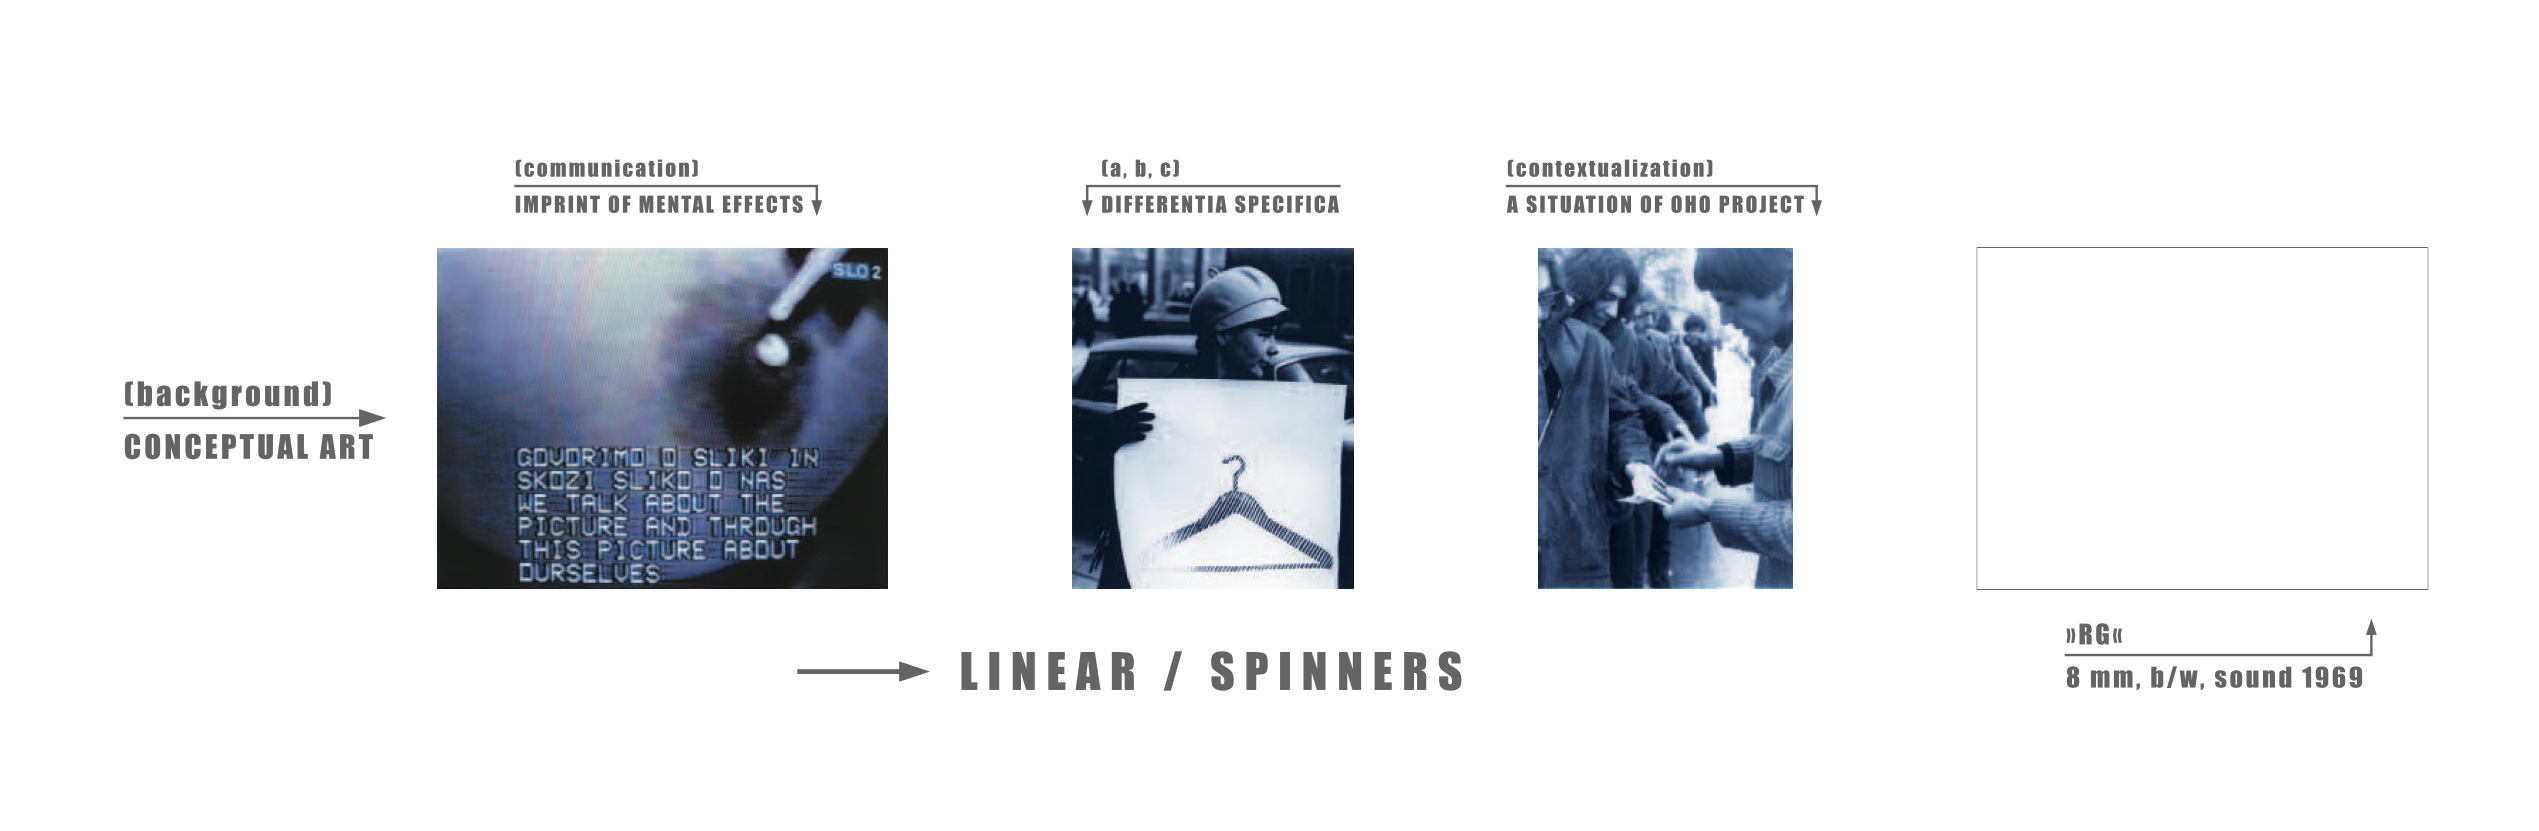 (background)
CONCEPTUAL ART
(communication)
IMPRINT OF MENTAL EFFECTS
SLO 2
GOVORIMO O SLIKI IN
SKOZI SLIKO O NAS
WE TALK ABOUT THE
PICTURE AND THROUGH
THIS PICTURE ABOUT
OURSELVES
(a, b, c)
DIFFERENTIA SPECIFICA
(contextualization)
A SITUATION OF OHO PROJECT
»RG«
8 mm, b/w, sound 1969
LINEAR / SPINNERS